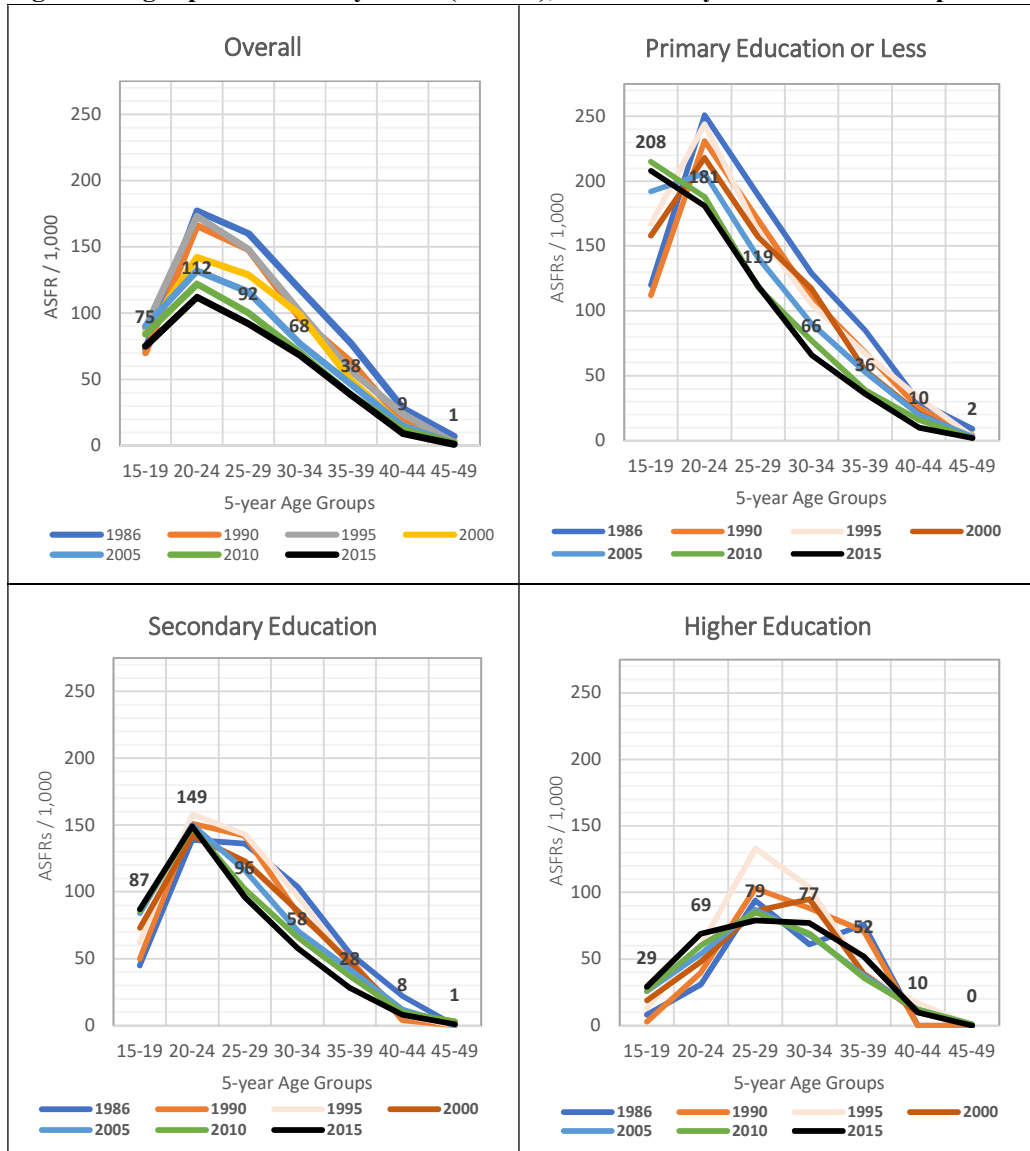 Overall
ASFR / 1,000
250
200
150
100
50
0
75
112
92
68
38
9
1
15-19 20-24 25-29 30-34 35-39 40-44 45-49
5-year Age Groups
1986 1990 1995 2000
2005 2010 2015
Primary Education or Less
ASFRs / 1,000
250
200
150
100
50
0
208
181
119
66
36
10
2
15-19 20-24 25-29 30-34 35-39 40-44 45-49
5-year Age Groups
1986 1990 1995 2000
2005 2010 2015
Secondary Education
ASFRs / 1,000
250
200
150
100
50
0
87
149
96
58
28
8
1
15-19 20-24 25-29 30-34 35-39 40-44 45-49
5-year Age Groups
1986 1990 1995 2000
2005 2010 2015
Higher Education
ASFRs / 1,000
250
200
150
100
50
0
29
69
79
77
52
10
0
15-19 20-24 25-29 30-34 35-39 40-44 45-49
5-year Age Groups
1986 1990 1995 2000
2005 2010 2015